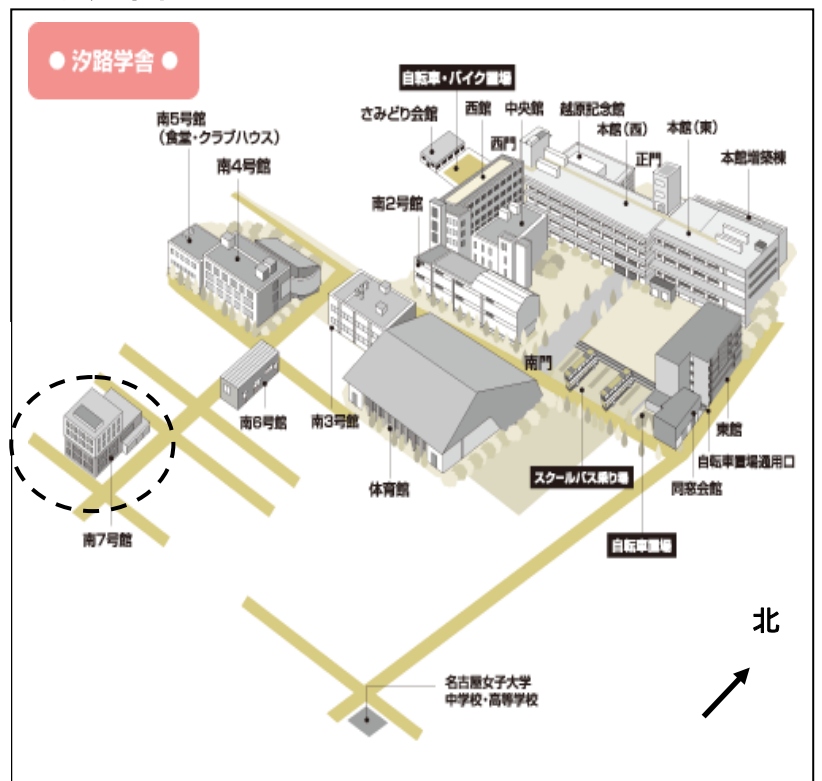 ● 汐路学舎 ●
自転車・バイク置場
さみどり会館
西館
中央館
越原記念館
西門
本館(西)
本館(東)
正門
本館増築棟
南5号館
(食堂・クラブハウス)
南4号館
南2号館
南門
南6号館
南3号館
体育館
東館
自転車置場通用口
スクールバス乗り場
同窓会館
南7号館
自転車置場
北
名古屋女子大学
中学校・高等学校